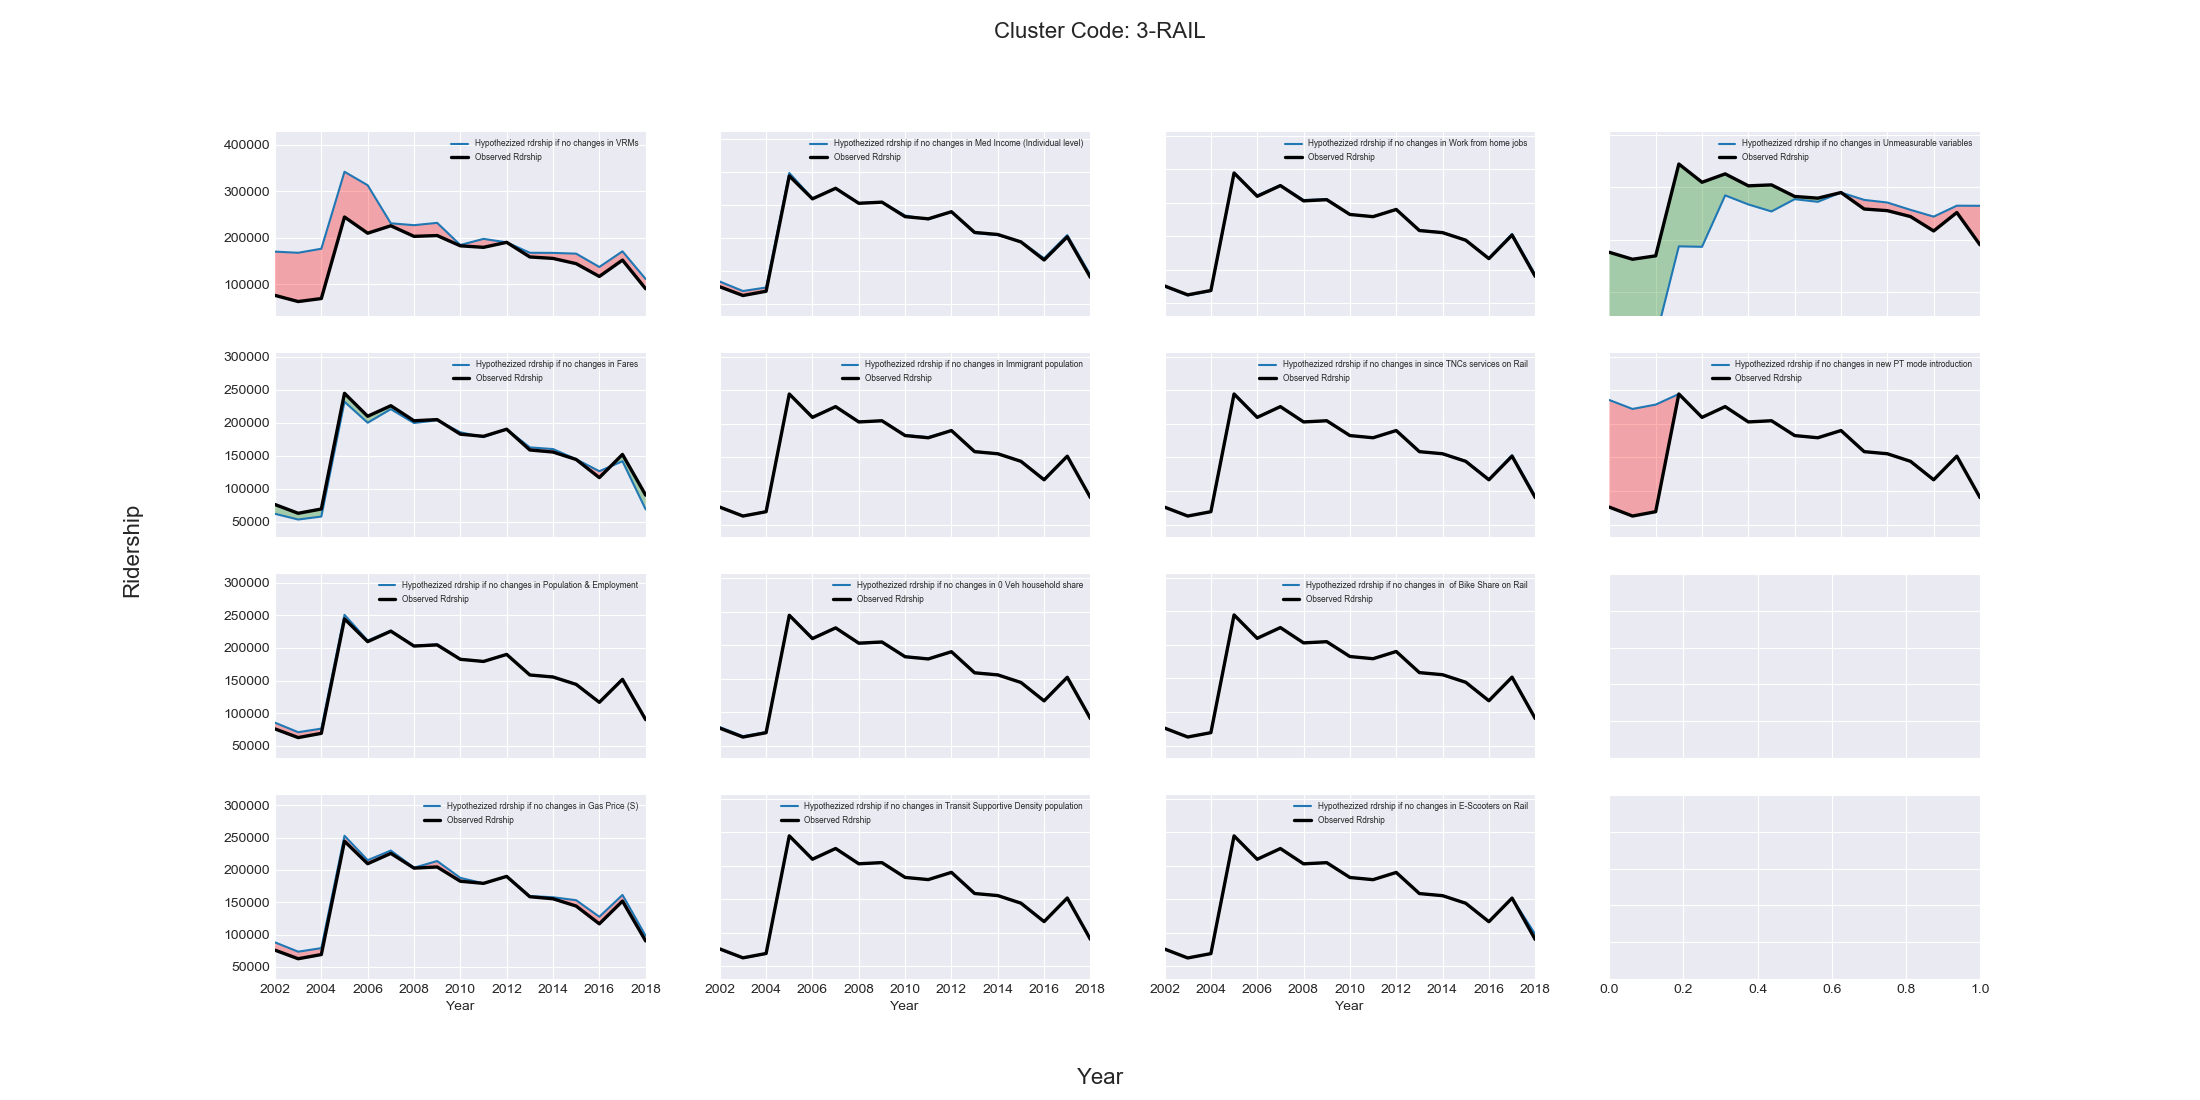 Cluster Code: 3-RAIL
Ridership
400000
300000
200000
100000
Hypothezized rdrship if no changes in VRMs
Observed Rdrship
Hypothezized rdrship if no changes in Med Income (Individual level)
Observed Rdrship
Hypothezized rdrship if no changes in Work from home jobs
Observed Rdrship
Hypothezized rdrship if no changes in Unmeasurable variables
Observed Rdrship
300000
250000
200000
150000
100000
50000
Hypothezized rdrship if no changes in Fares
Observed Rdrship
Hypothezized rdrship if no changes in Immigrant population
Observed Rdrship
Hypothezized rdrship if no changes in since TNCs services on Rail
Observed Rdrship
Hypothezized rdrship if no changes in new PT mode introduction
Observed Rdrship
300000
250000
200000
150000
100000
50000
Hypothezized rdrship if no changes in Population & Employment
Observed Rdrship
Hypothezized rdrship if no changes in 0 Veh household share
Observed Rdrship
Hypothezized rdrship if no changes in  of Bike Share on Rail
Observed Rdrship
300000
250000
200000
150000
100000
50000
Hypothezized rdrship if no changes in Gas Price (S)
Observed Rdrship
2002 2004 2006 2008 2010 2012 2014 2016 2018
Year
Hypothezized rdrship if no changes in Transit Supportive Density population
Observed Rdrship
2002 2004 2006 2008 2010 2012 2014 2016 2018
Year
Hypothezized rdrship if no changes in E-Scooters on Rail
Observed Rdrship
2002 2004 2006 2008 2010 2012 2014 2016 2018
Year
0.0 0.2 0.4 0.6 0.8 1.0
Year